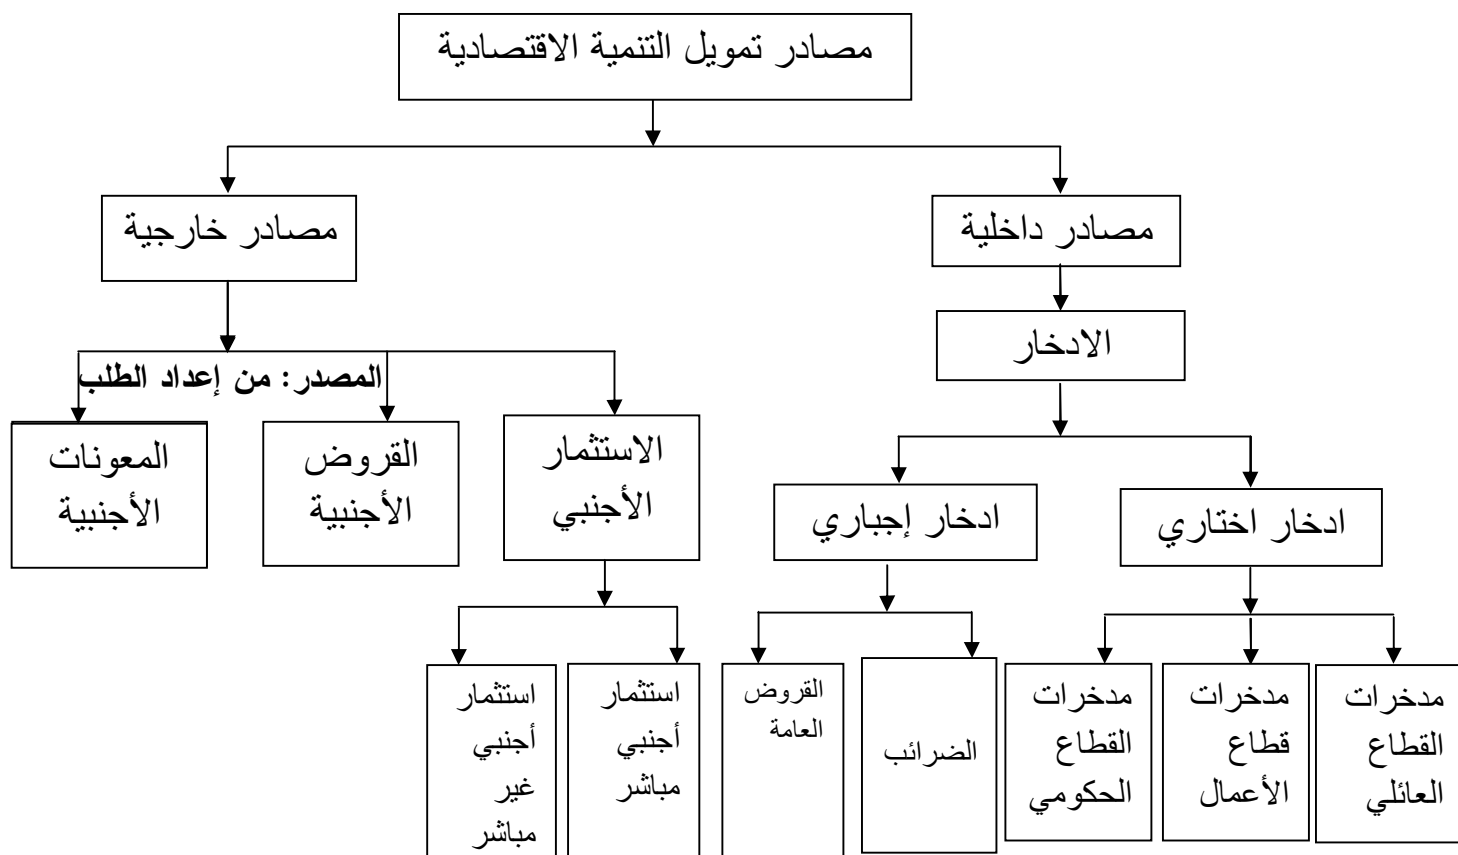 مصادر تمويل التنمية الاقتصادية
مصادر داخلية
مصادر خارجية
الادخار
المصدر: من إعداد الطلب
الاستثمار
الأجنبي
القروض
الأجنبية
المعونات
الأجنبية
ادخار اختاري
ادخار إجباري
مدخرات
القطاع
العائلي
مدخرات
قطاع
الأعمال
مدخرات
القطاع
الحكومي
الضرائب
القروض
العامة
استثمار
أجنبي
مباشر
استثمار
أجنبي
غير
مباشر